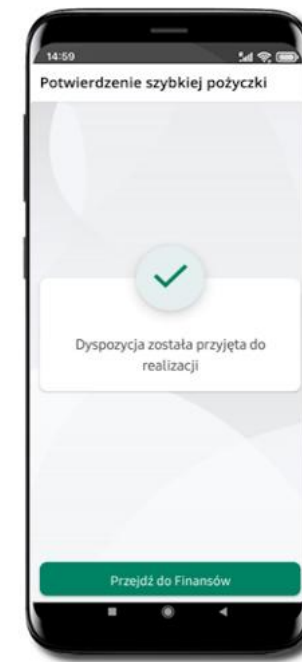 14:59
Potwierdzenie szybkiej pożyczki
Dyspozycja została przyjęta do
realizacji
Przejdź do Finansów